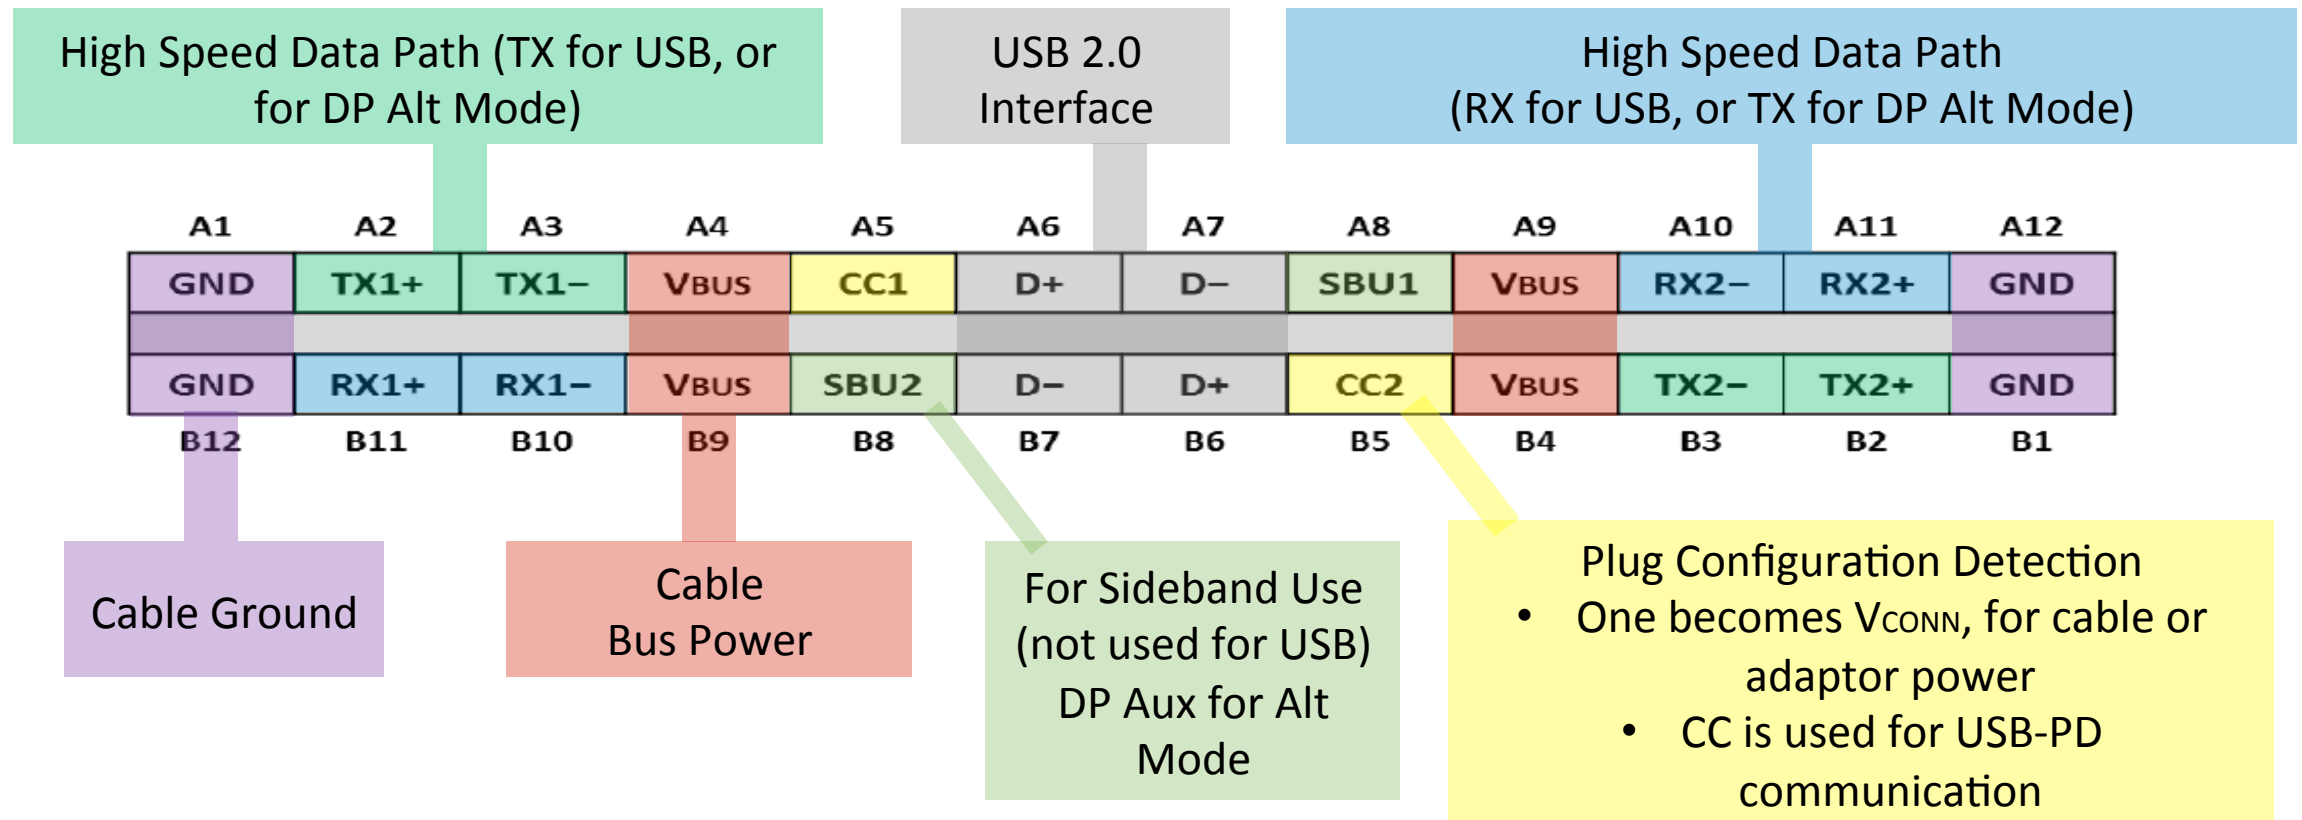 High Speed Data Path (TX for USB, or
for DP Alt Mode)
USB 2.0
Interface
High Speed Data Path
(RX for USB, or TX for DP Alt Mode)
A1 A2 A3 A4 A5 A6 A7 A8 A9 A10 A11 A12
GND TX1+ TX1− VBUS CC1 D+ D− SBU1 VBUS RX2− RX2+ GND
GND RX1+ RX1− VBUS SBU2 D− D+ CC2 VBUS TX2− TX2+ GND
B12 B11 B10 B9 B8 B7 B6 B5 B4 B3 B2 B1
Cable Ground
Cable
Bus Power
For Sideband Use
(not used for USB)
DP Aux for Alt
Mode
Plug Configuration Detection
• One becomes VCONN, for cable or
adaptor power
• CC is used for USB-PD
communication